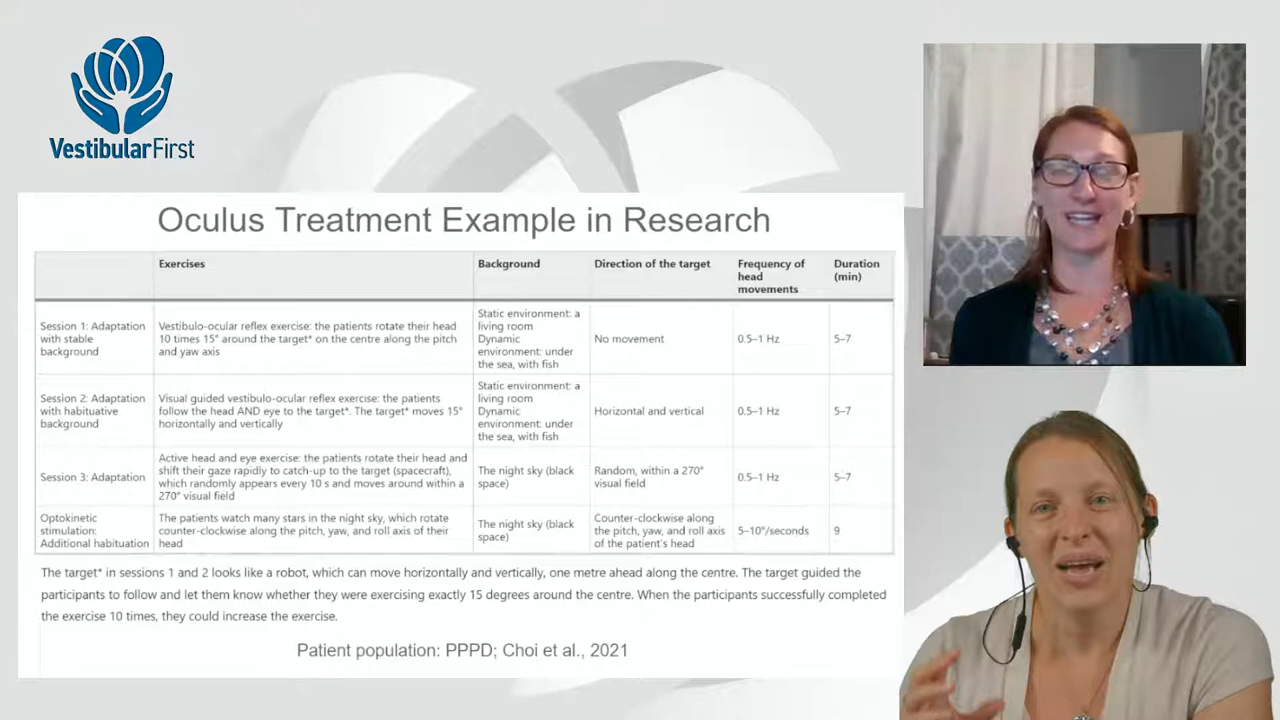 VestibularFirst
Oculus Treatment Example in Research
Exercises
Background
Direction of the target
Frequency of
head
movements
Duration
(min)
Session 1: Adaptation
with stable
background
Vestibulo-ocular reflex exercise: the patients rotate their head
10 times 15° around the target* on the centre along the pitch
and yaw axis
Static environment: a
living room
Dynamic
environment: under
the sea, with fish
No movement
0.5–1 Hz
5–7
Session 2: Adaptation
with habituative
background
Visual guided vestibulo-ocular reflex exercise: the patients
follow the head AND eye to the target*. The target* moves 15°
horizontally and vertically
Static environment: a
living room
Dynamic
environment: under
the sea, with fish
Horizontal and vertical
0.5–1 Hz
5–7
Session 3: Adaptation
Active head and eye exercise: the patients rotate their head and
shift their gaze rapidly to catch-up to the target (spacecraft),
which randomly appears every 10 s and moves around within a
270° visual field
The night sky (black
space)
Random, within a 270°
visual field
0.5–1 Hz
5–7
Optokinetic
stimulation:
Additional habituation
The patients watch many stars in the night sky, which rotate
counter-clockwise along the pitch, yaw, and roll axis of their
head
The night sky (black
space)
Counter-clockwise along
the pitch, yaw, and roll axis
of the patient's head
5–10°/seconds
9
The target* in sessions 1 and 2 looks like a robot, which can move horizontally and vertically, one metre ahead along the centre. The target guided the
participants to follow and let them know whether they were exercising exactly 15 degrees around the centre. When the participants successfully completed
the exercise 10 times, they could increase the exercise.
Patient population: PPPD; Choi et al., 2021